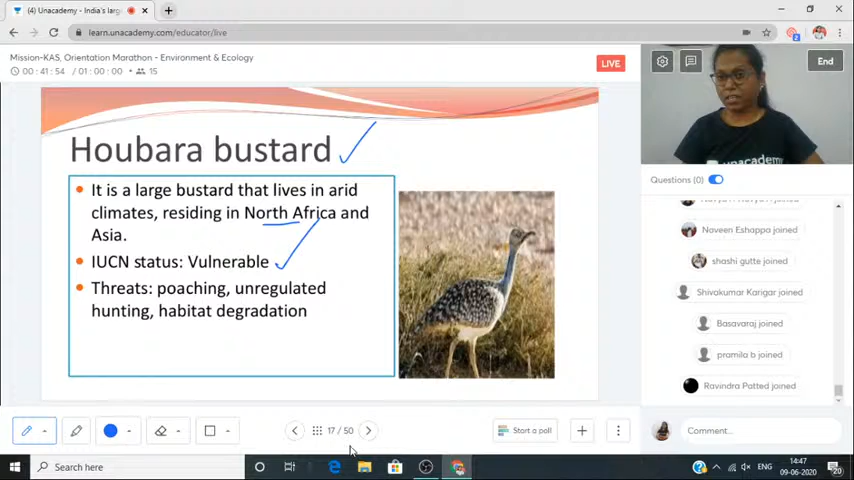 (4) Unacademy - India's larg
learn.unacademy.com/educator/live
Mission-KAS, Orientation Marathon - Environment & Ecology
00:41:54 / 01:00:00 • 15
LIVE
End
Houbara bustard
It is a large bustard that lives in arid
climates, residing in North Africa and
Asia.
IUCN status: Vulnerable
Threats: poaching, unregulated
hunting, habitat degradation
unacademy
Questions (0)
joined
Naveen Eshappa joined
shashi gutte joined
Shivakumar Karigar joined
Basavaraj joined
pramila b joined
Ravindra Patted joined
17 / 50
Start a poll
Comment...
Search here
ENG
14:47
09-06-2020
20